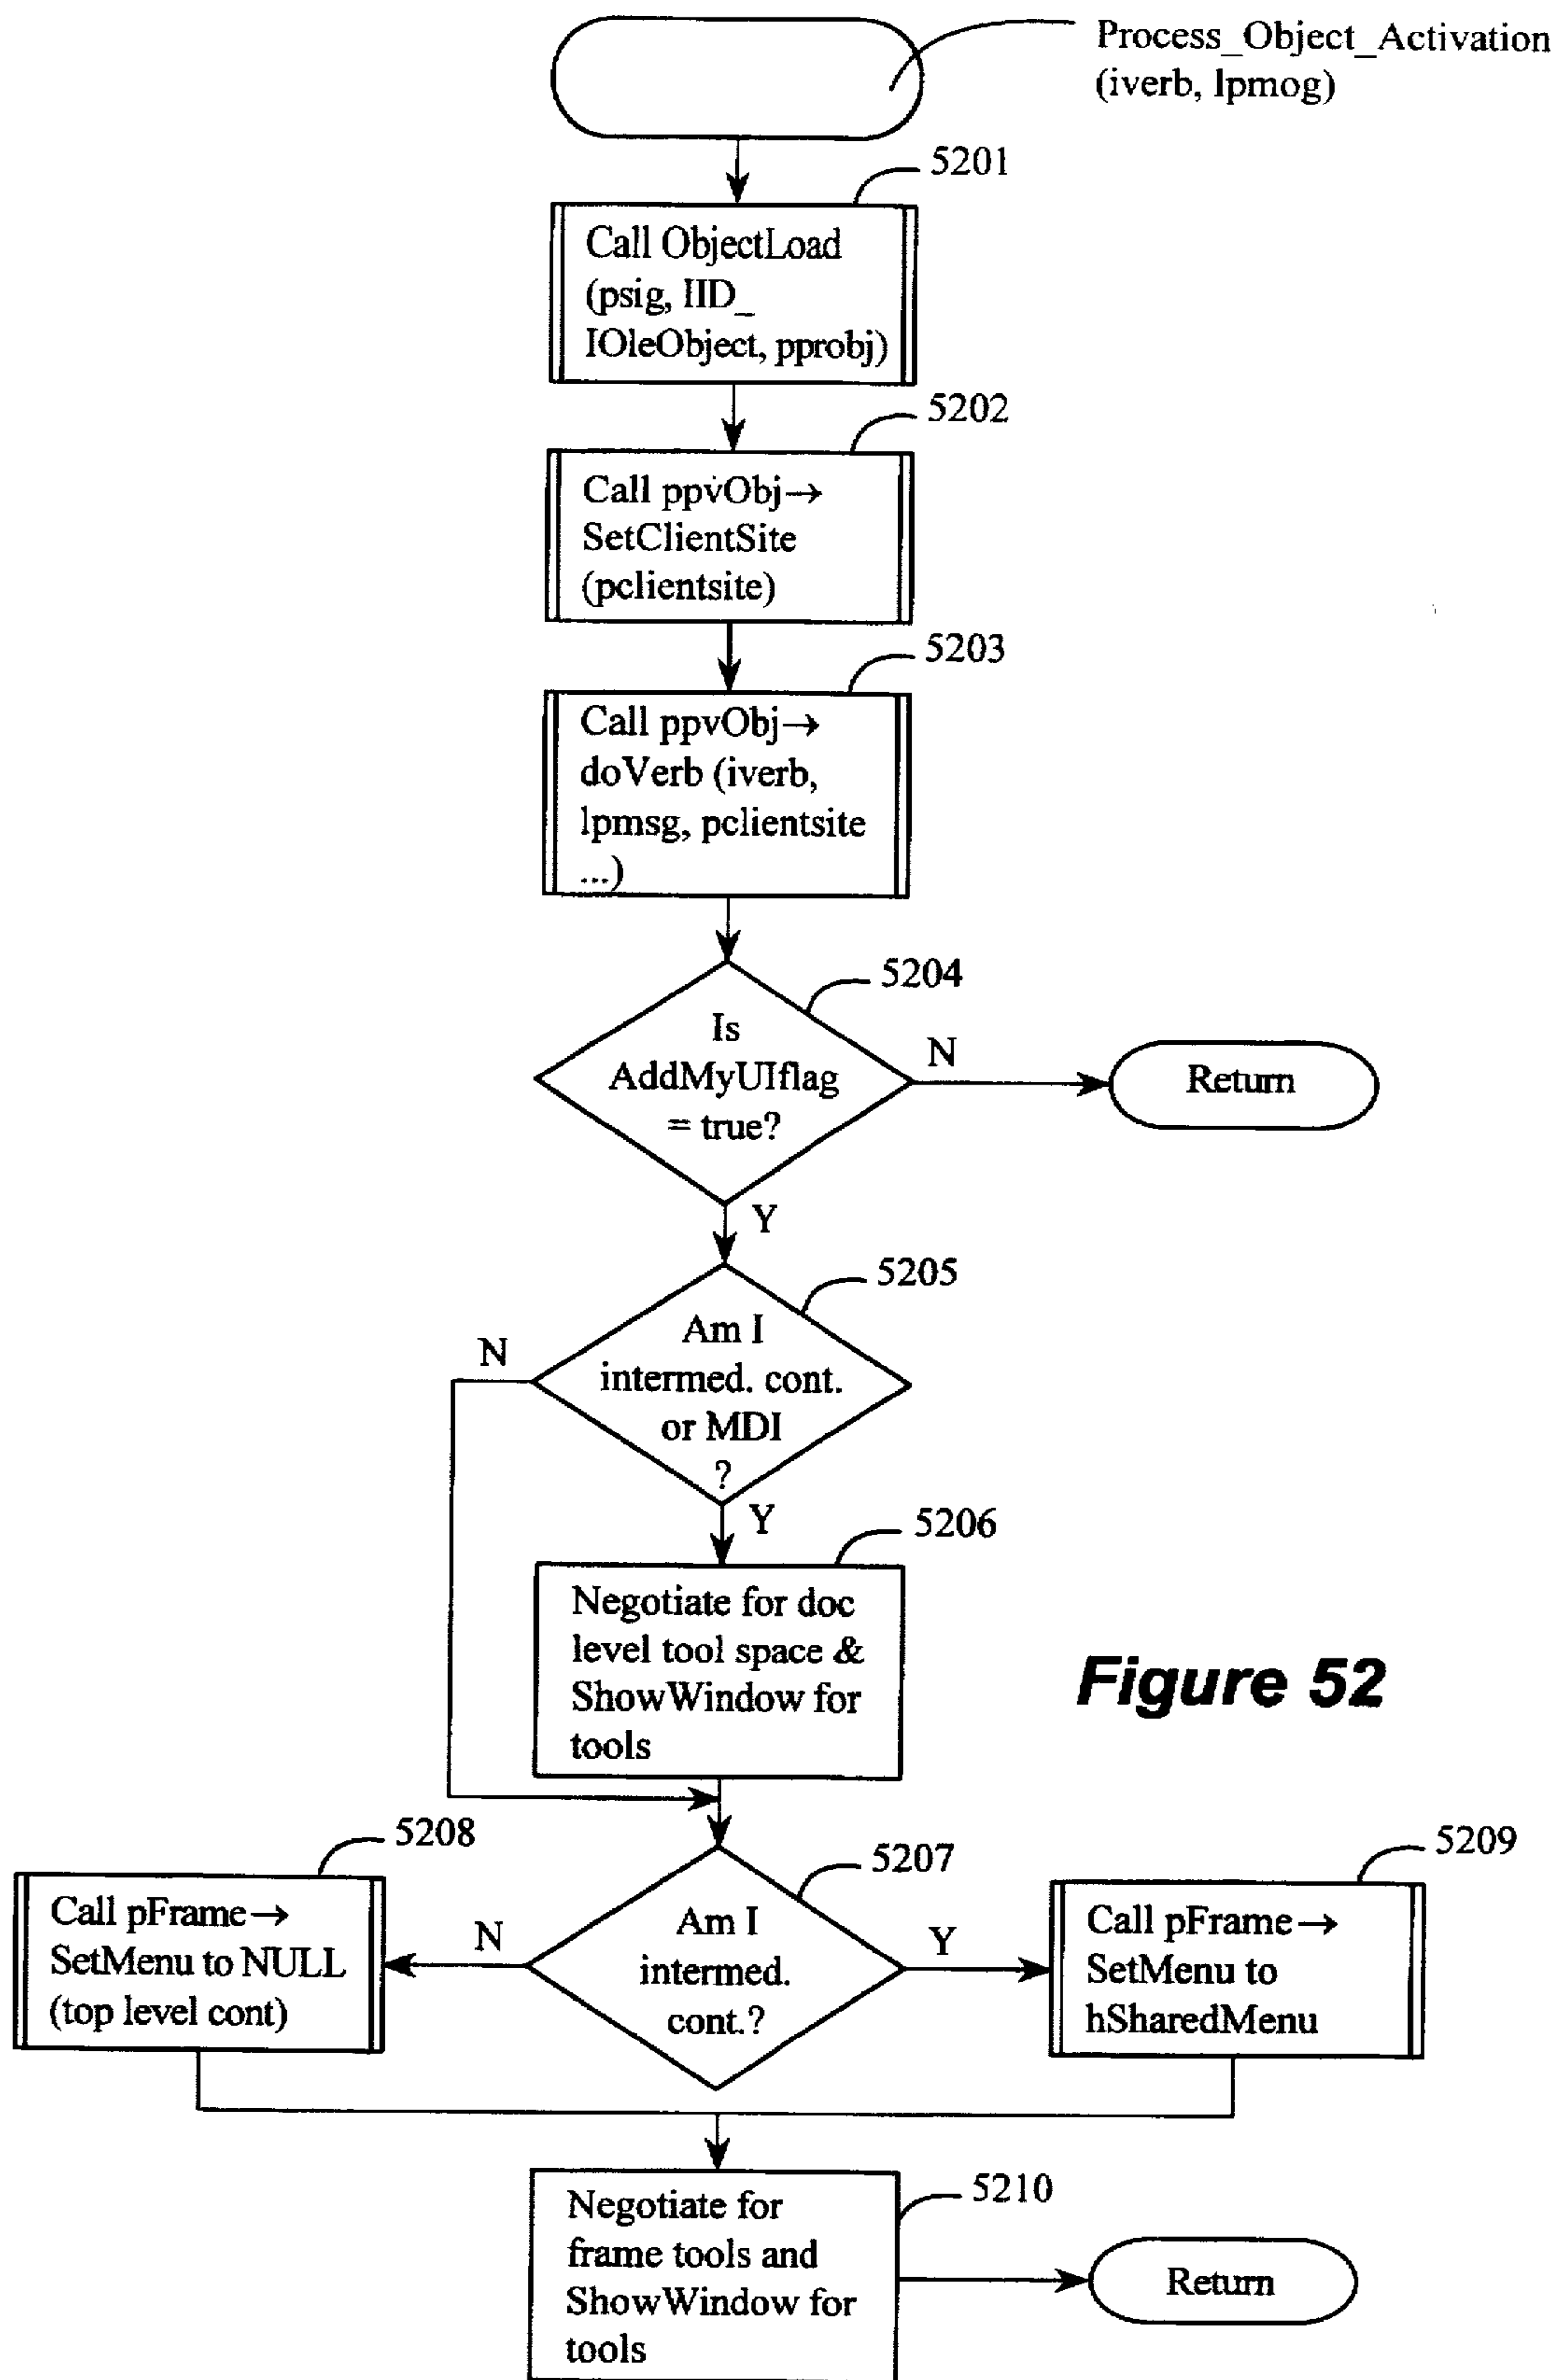 Process_Object_Activation
(iverb, lpmog)
5201
Call ObjectLoad
(psig, IID_
IOleObject, pprobj)
5202
Call ppvObj→
SetClientSite
(pclientsite)
5203
Call ppvObj→
doVerb (iverb,
lpmsg, pclientsite
...)
5204
Is
AddMyUIflag
= true?
N
Return
Y
5205
Am I
intermed. cont.
or MDI
?
N
Y
5206
Negotiate for doc
level tool space &
ShowWindow for
tools
Figure 52
5207
Am I
intermed.
cont.?
N
Y
5208
Call pFrame→
SetMenu to NULL
(top level cont)
5209
Call pFrame→
SetMenu to
hSharedMenu
5210
Negotiate for
frame tools and
ShowWindow for
tools
Return